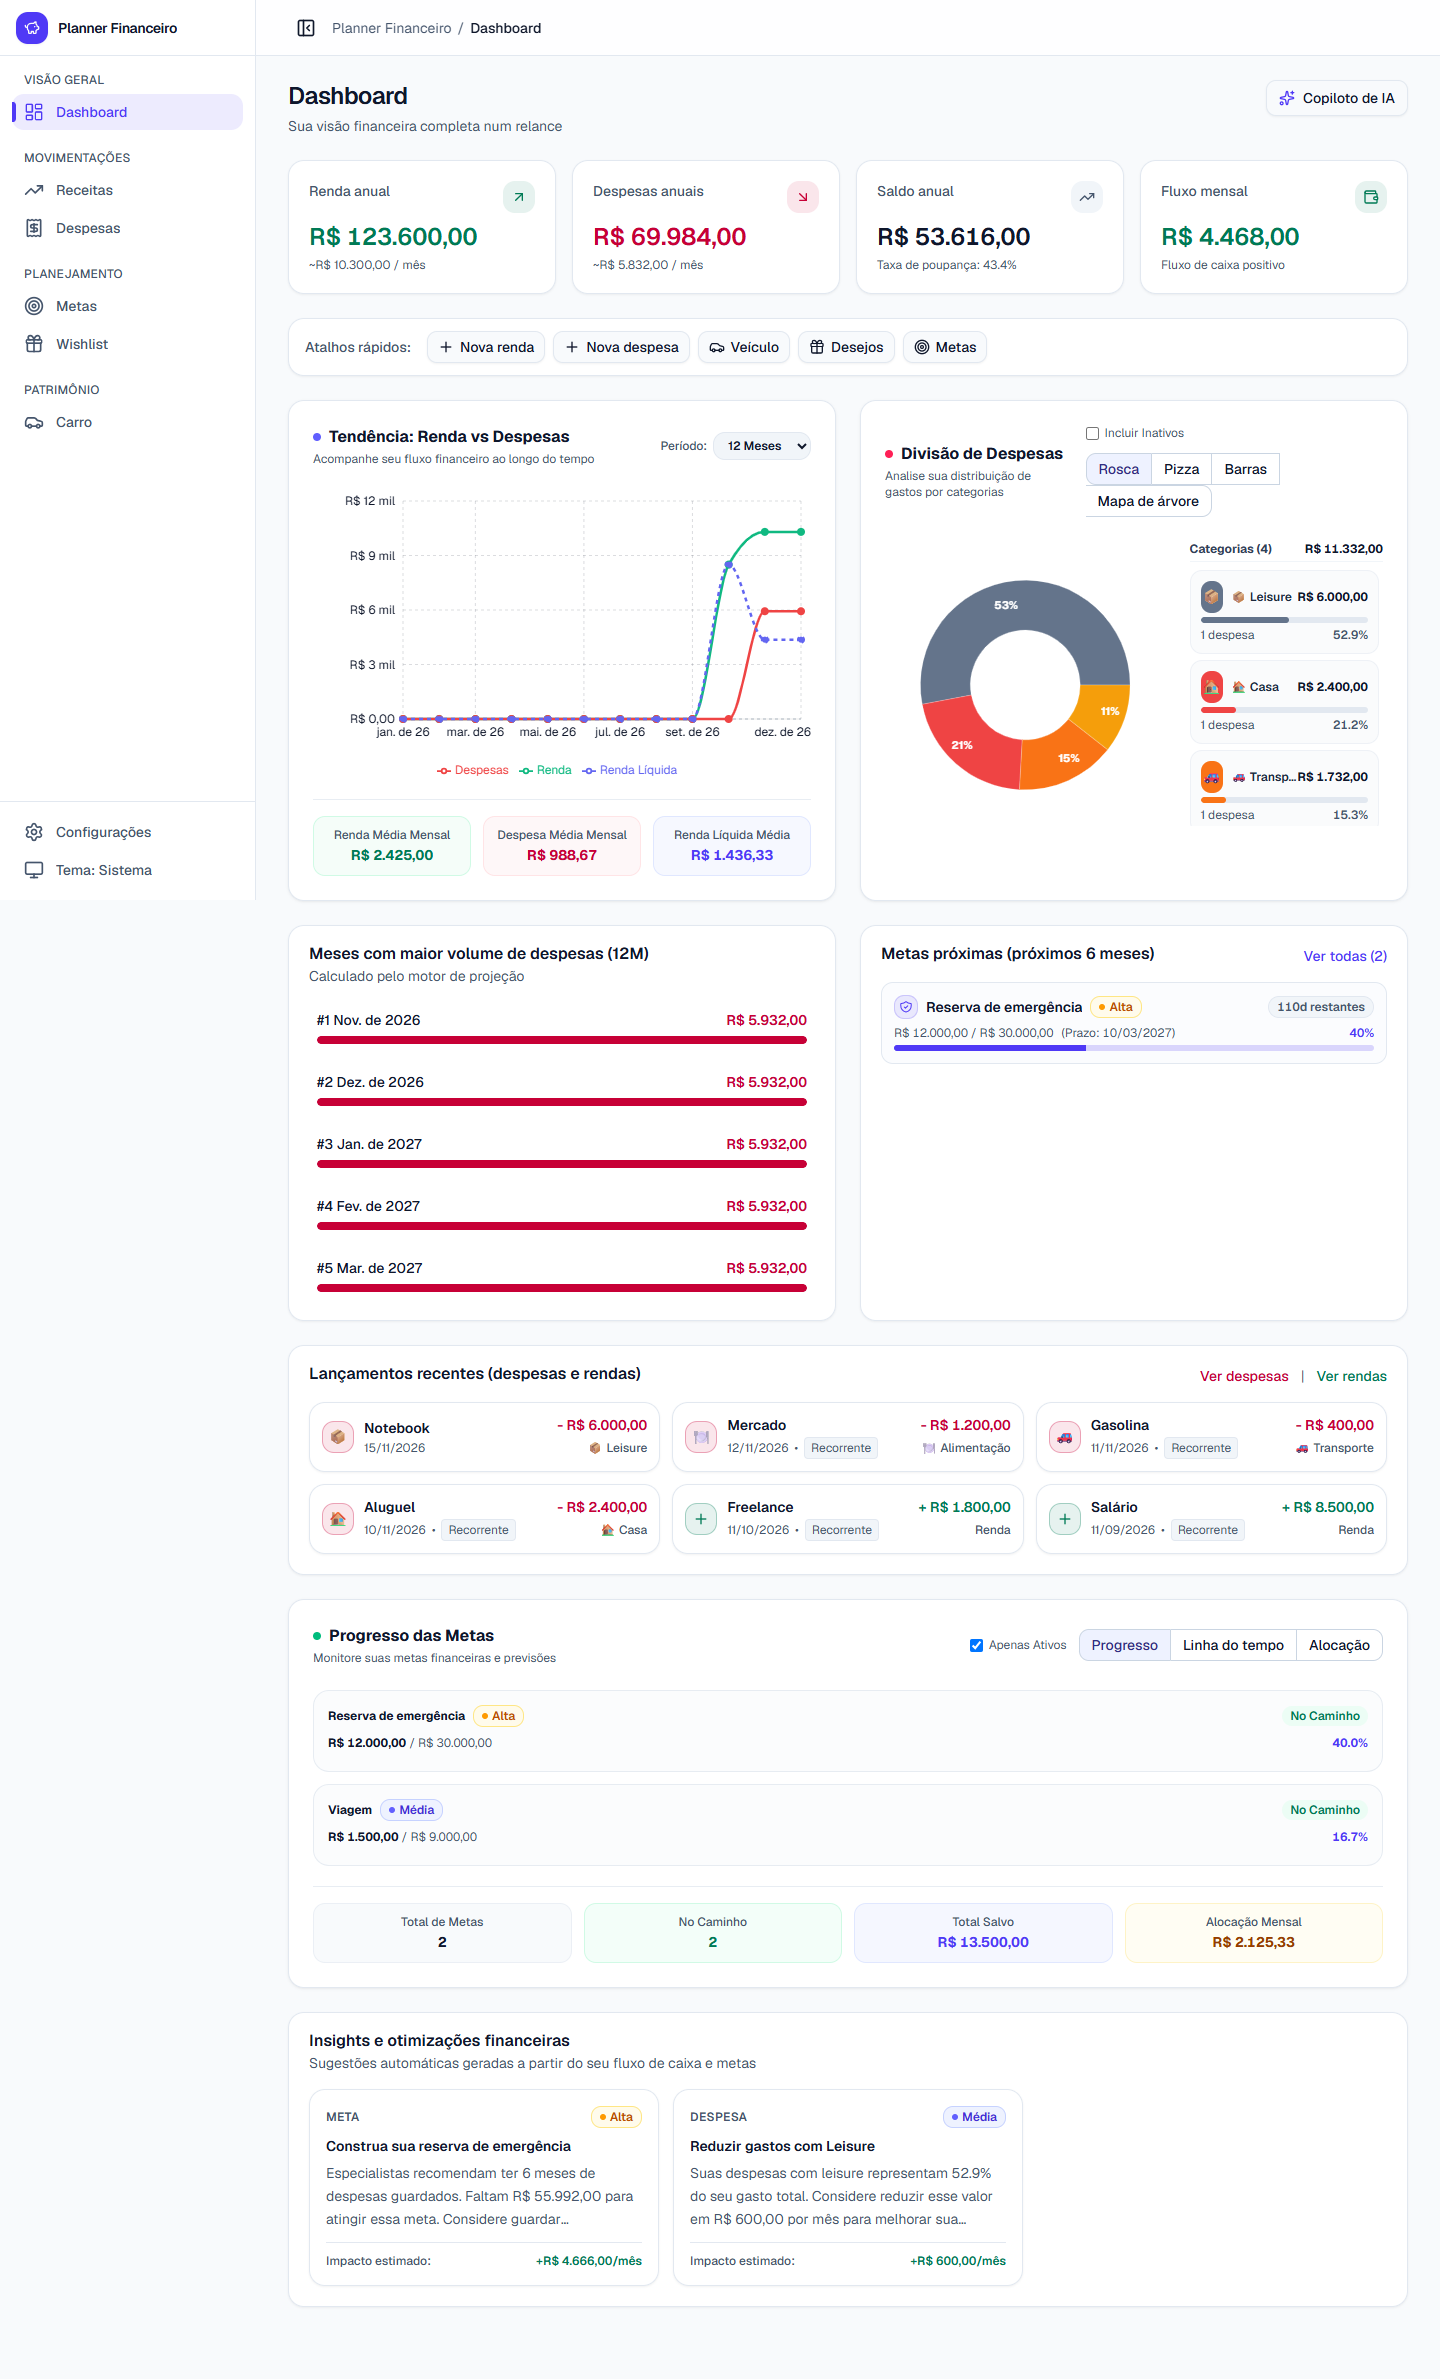 Planner Financeiro
Planner Financeiro / Dashboard
VISÃO GERAL
Dashboard
MOVIMENTAÇÕES
Receitas
Despesas
PLANEJAMENTO
Metas
Wishlist
PATRIMÔNIO
Carro
Configurações
Tema: Sistema
Dashboard
Sua visão financeira completa num relance
Copiloto de IA
Renda anual
R$ 123.600,00
~R$ 10.300,00 / mês
Despesas anuais
R$ 69.984,00
~R$ 5.832,00 / mês
Saldo anual
R$ 53.616,00
Taxa de poupança: 43.4%
Fluxo mensal
R$ 4.468,00
Fluxo de caixa positivo
Atalhos rápidos:
Nova renda
Nova despesa
Veículo
Desejos
Metas
Tendência: Renda vs Despesas
Acompanhe seu fluxo financeiro ao longo do tempo
Período:
12 Meses
R$ 12 mil
R$ 9 mil
R$ 6 mil
R$ 3 mil
R$ 0,00
jan. de 26
mar. de 26
mai. de 26
jul. de 26
set. de 26
dez. de 26
Despesas
Renda
Renda Líquida
Renda Média Mensal
R$ 2.425,00
Despesa Média Mensal
R$ 988,67
Renda Líquida Média
R$ 1.436,33
Divisão de Despesas
Analise sua distribuição de
gastos por categorias
Incluir Inativos
Rosca
Pizza
Barras
Mapa de árvore
53%
11%
21%
15%
Categorias (4)
R$ 11.332,00
Leisure
R$ 6.000,00
1 despesa
52.9%
Casa
R$ 2.400,00
1 despesa
21.2%
Transp...
R$ 1.732,00
1 despesa
15.3%
Meses com maior volume de despesas (12M)
Calculado pelo motor de projeção
#1 Nov. de 2026
R$ 5.932,00
#2 Dez. de 2026
R$ 5.932,00
#3 Jan. de 2027
R$ 5.932,00
#4 Fev. de 2027
R$ 5.932,00
#5 Mar. de 2027
R$ 5.932,00
Metas próximas (próximos 6 meses)
Ver todas (2)
Reserva de emergência
Alta
110d restantes
R$ 12.000,00 / R$ 30.000,00 (Prazo: 10/03/2027)
40%
Lançamentos recentes (despesas e rendas)
Ver despesas | Ver rendas
Notebook
- R$ 6.000,00
15/11/2026
Leisure
Mercado
- R$ 1.200,00
12/11/2026 • Recorrente
Alimentação
Gasolina
- R$ 400,00
11/11/2026 • Recorrente
Transporte
Aluguel
- R$ 2.400,00
10/11/2026 • Recorrente
Casa
Freelance
+ R$ 1.800,00
11/10/2026 • Recorrente
Renda
Salário
+ R$ 8.500,00
11/09/2026 • Recorrente
Renda
Progresso das Metas
Monitore suas metas financeiras e previsões
Apenas Ativos
Progresso
Linha do tempo
Alocação
Reserva de emergência
Alta
No Caminho
R$ 12.000,00 / R$ 30.000,00
40.0%
Viagem
Média
No Caminho
R$ 1.500,00 / R$ 9.000,00
16.7%
Total de Metas
2
No Caminho
2
Total Salvo
R$ 13.500,00
Alocação Mensal
R$ 2.125,33
Insights e otimizações financeiras
Sugestões automáticas geradas a partir do seu fluxo de caixa e metas
META
Alta
Construa sua reserva de emergência
Especialistas recomendam ter 6 meses de
despesas guardados. Faltam R$ 55.992,00 para
atingir essa meta. Considere guardar...
Impacto estimado:
+R$ 4.666,00/mês
DESPESA
Média
Reduzir gastos com Leisure
Suas despesas com leisure representam 52.9%
do seu gasto total. Considere reduzir esse valor
em R$ 600,00 por mês para melhorar sua...
Impacto estimado:
+R$ 600,00/mês